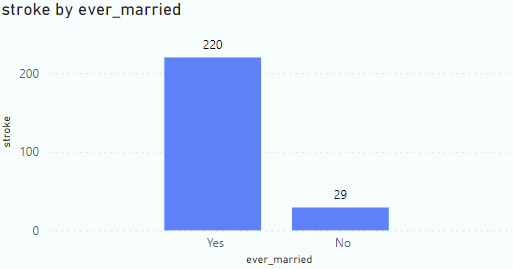 stroke by ever_married
220
200
stroke
100
29
0
Yes No
ever_married